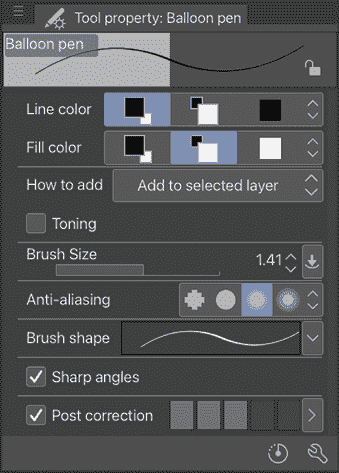 Tool property: Balloon pen
Balloon pen
Line color
Fill color
How to add Add to selected layer
Toning
Brush Size 1.41
Anti-aliasing
Brush shape
Sharp angles
Post correction